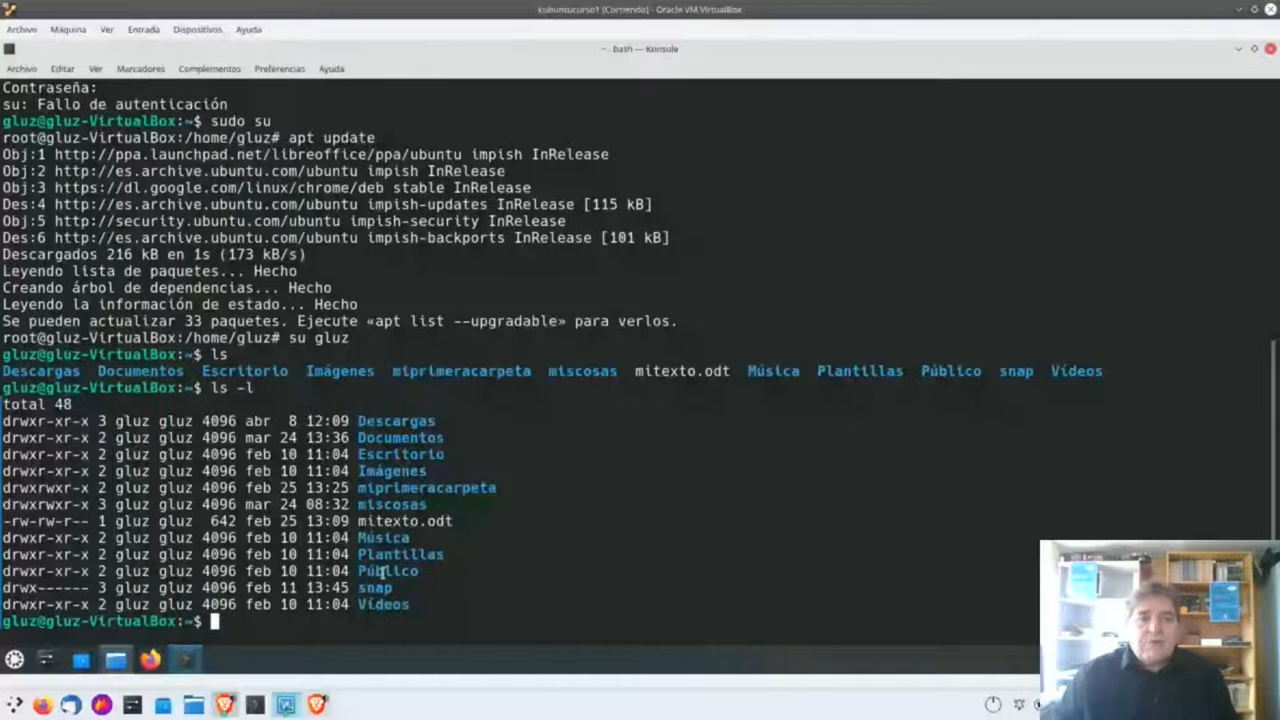 kubuntucurso1 [Corriendo] - Oracle VM VirtualBox
Archivo Máquina Ver Entrada Dispositivos Ayuda
~ : bash — Konsole
Archivo Editar Ver Marcadores Complementos Preferencias Ayuda
Contraseña:
su: Fallo de autenticación
gluz@gluz-VirtualBox:~$ sudo su
root@gluz-VirtualBox:/home/gluz# apt update
Obj:1 http://ppa.launchpad.net/libreoffice/ppa/ubuntu impish InRelease
Obj:2 http://es.archive.ubuntu.com/ubuntu impish InRelease
Obj:3 https://dl.google.com/linux/chrome/deb stable InRelease
Des:4 http://es.archive.ubuntu.com/ubuntu impish-updates InRelease [115 kB]
Obj:5 http://security.ubuntu.com/ubuntu impish-security InRelease
Des:6 http://es.archive.ubuntu.com/ubuntu impish-backports InRelease [101 kB]
Descargados 216 kB en 1s (173 kB/s)
Leyendo lista de paquetes... Hecho
Creando árbol de dependencias... Hecho
Leyendo la información de estado... Hecho
Se pueden actualizar 33 paquetes. Ejecute «apt list --upgradable» para verlos.
root@gluz-VirtualBox:/home/gluz# su gluz
gluz@gluz-VirtualBox:~$ ls
Descargas Documentos Escritorio Imágenes miprimeracarpeta miscosas mitexto.odt Música Plantillas Público snap Vídeos
gluz@gluz-VirtualBox:~$ ls -l
total 48
drwxr-xr-x 3 gluz gluz 4096 abr 8 12:09 Descargas
drwxr-xr-x 2 gluz gluz 4096 mar 24 13:36 Documentos
drwxr-xr-x 2 gluz gluz 4096 feb 10 11:04 Escritorio
drwxr-xr-x 2 gluz gluz 4096 feb 10 11:04 Imágenes
drwxrwxr-x 2 gluz gluz 4096 feb 25 13:25 miprimeracarpeta
drwxrwxr-x 3 gluz gluz 4096 mar 24 08:32 miscosas
-rw-rw-r-- 1 gluz gluz 642 feb 25 13:09 mitexto.odt
drwxr-xr-x 2 gluz gluz 4096 feb 10 11:04 Música
drwxr-xr-x 2 gluz gluz 4096 feb 10 11:04 Plantillas
drwxr-xr-x 2 gluz gluz 4096 feb 10 11:04 Público
drwx------ 3 gluz gluz 4096 feb 11 13:45 snap
drwxr-xr-x 2 gluz gluz 4096 feb 10 11:04 Vídeos
gluz@gluz-VirtualBox:~$